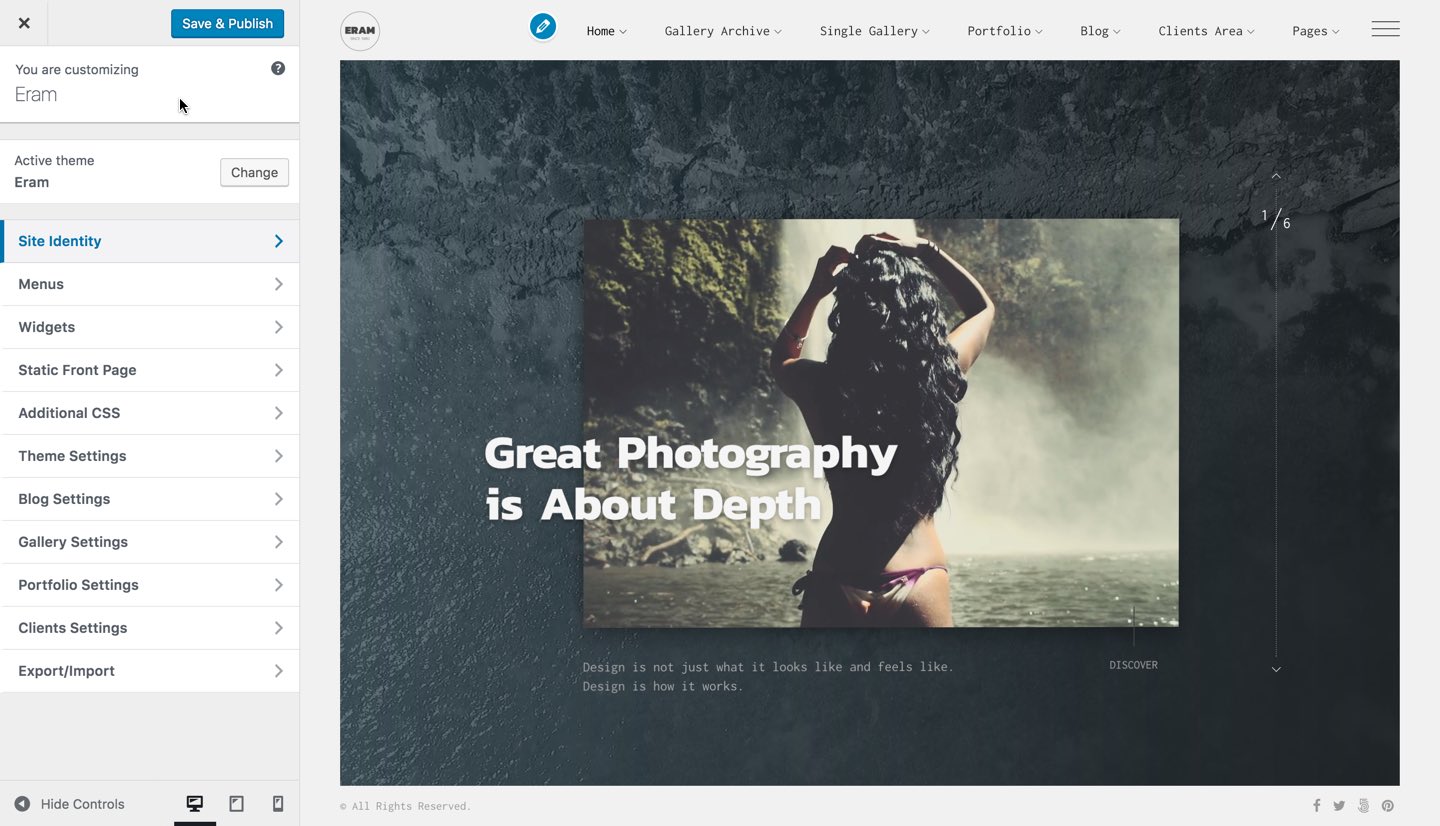 Save & Publish
You are customizing
Eram
Active theme
Eram
Change
Site Identity
Menus
Widgets
Static Front Page
Additional CSS
Theme Settings
Blog Settings
Gallery Settings
Portfolio Settings
Clients Settings
Export/Import
Hide Controls
ERAM
Home
Gallery Archive
Single Gallery
Portfolio
Blog
Clients Area
Pages
1/6
Great Photography
is About Depth
Design is not just what it looks like and feels like.
Design is how it works.
DISCOVER
© All Rights Reserved.